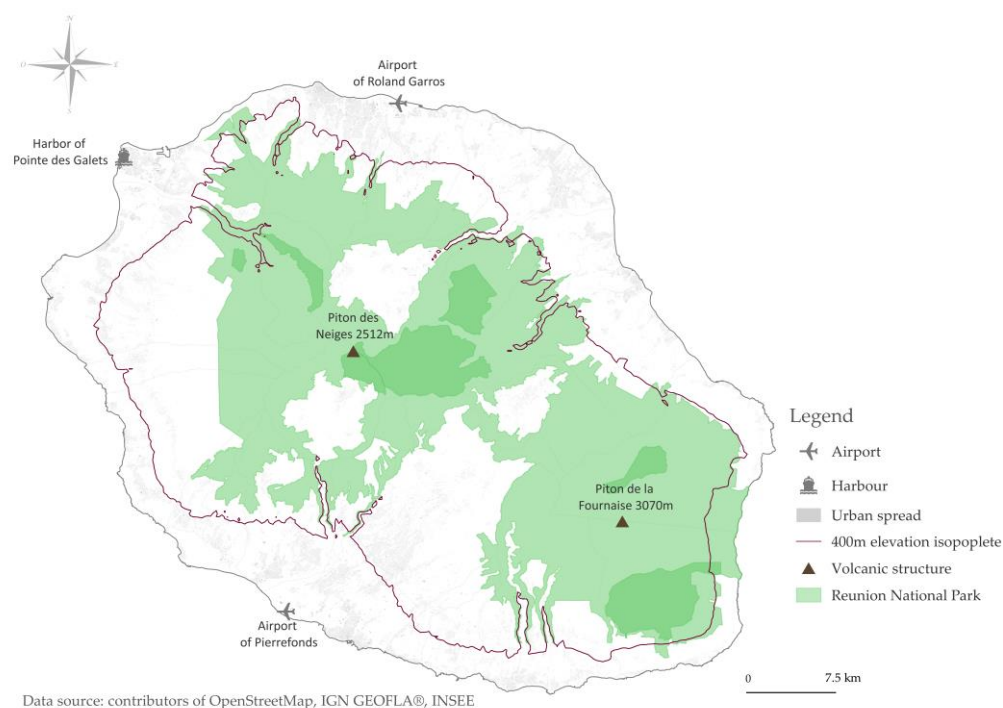 N
Airport
of Roland Garros
Harbor of
Pointe des Galets
Piton des
Neiges 2512m
Piton de la
Fournaise 3070m
Airport
of Pierrefonds
Legend
Airport
Harbour
Urban spread
400m elevation isopoplete
Volcanic structure
Reunion National Park
0 7.5 km
Data source: contributors of OpenStreetMap, IGN GEOFLA®, INSEE